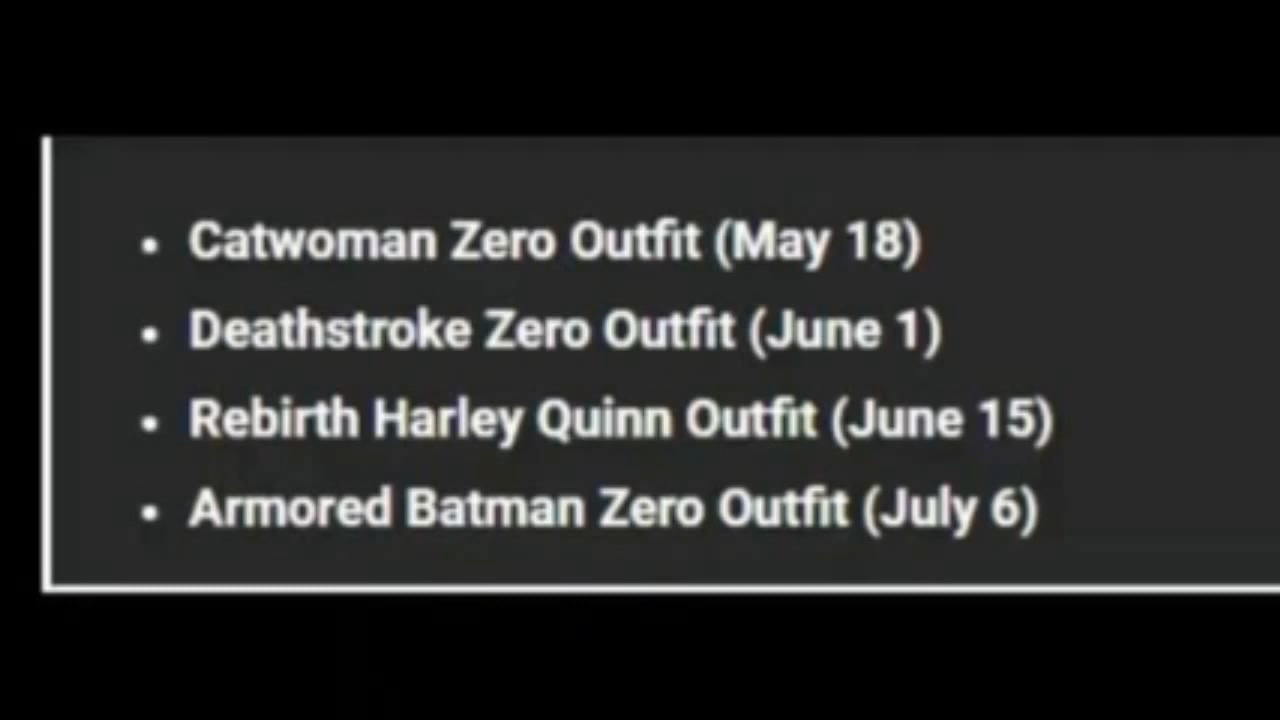 • Catwoman Zero Outfit (May 18)
• Deathstroke Zero Outfit (June 1)
• Rebirth Harley Quinn Outfit (June 15)
• Armored Batman Zero Outfit (July 6)